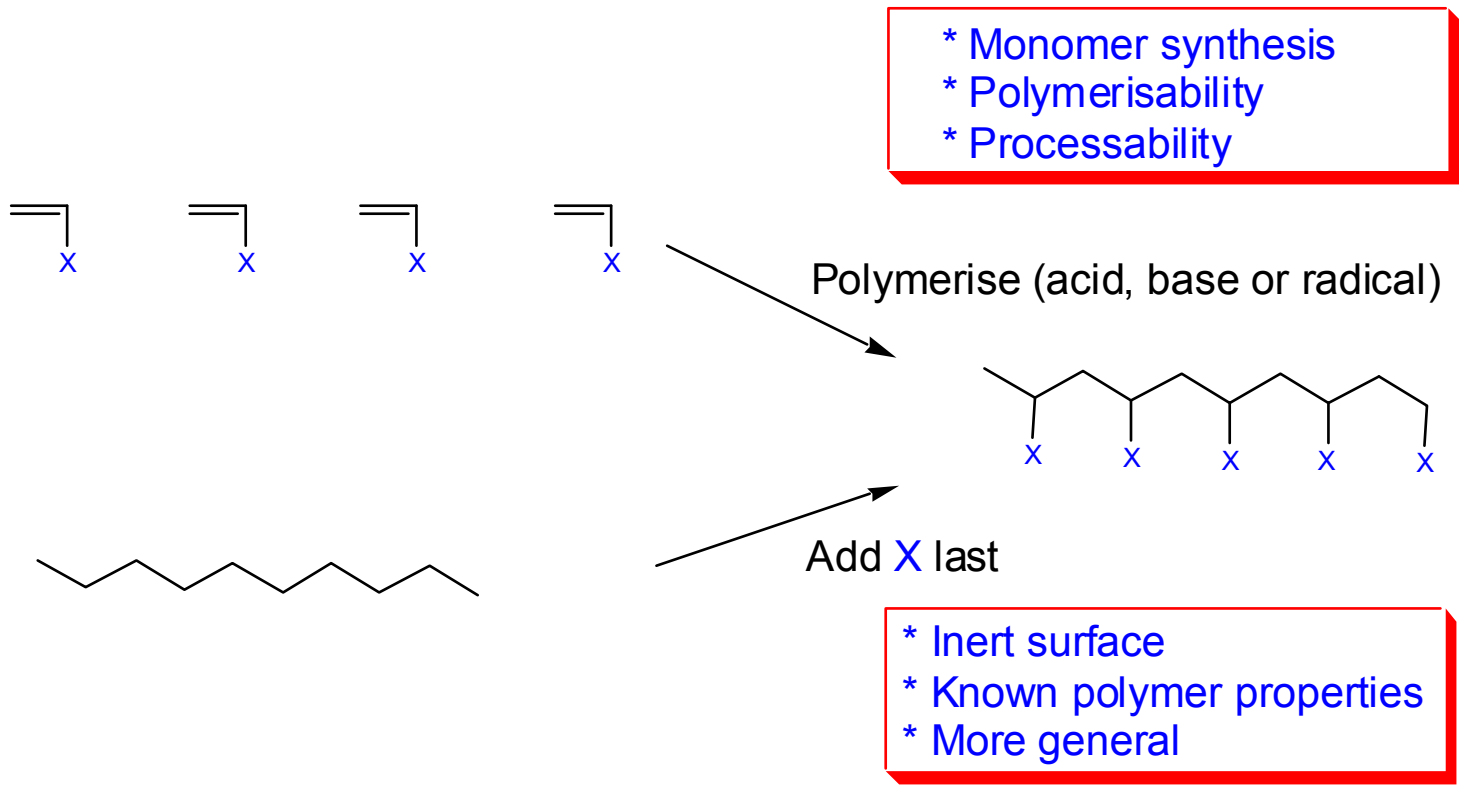 * Monomer synthesis
* Polymerisability
* Processability
X X X X
Polymerise (acid, base or radical)
X X X X X
Add X last
* Inert surface
* Known polymer properties
* More general